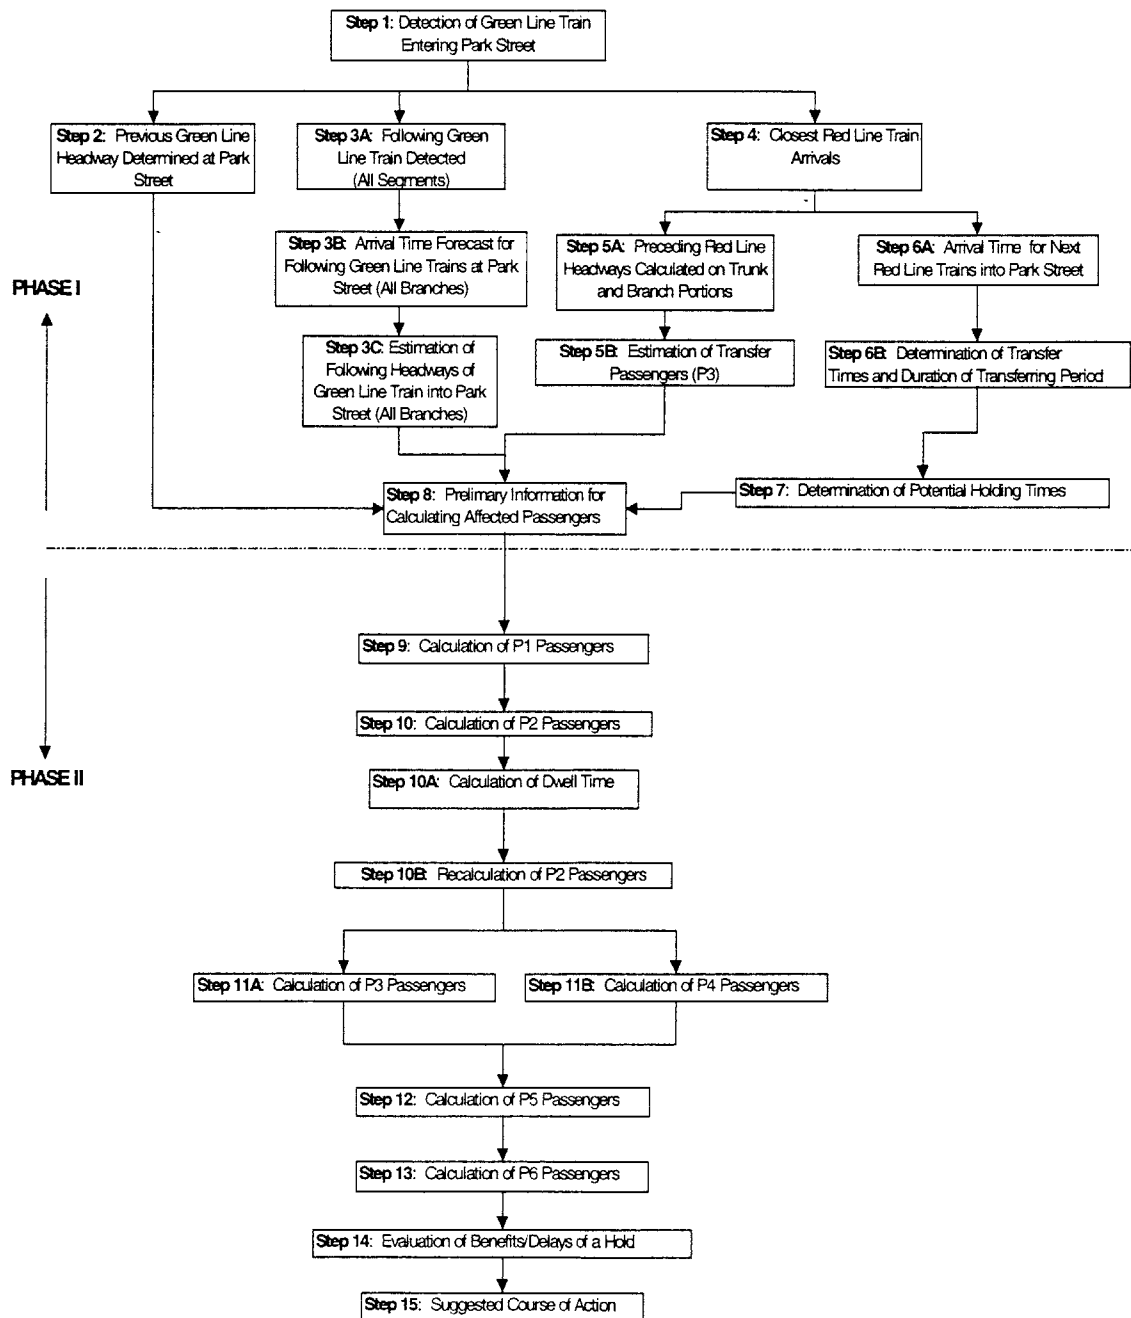 Step 1: Detection of Green Line Train
Entering Park Street
Step 2: Previous Green Line
Headway Determined at Park
Street
Step 3A: Following Green
Line Train Detected
(All Segments)
Step 4: Closest Red Line Train
Arrivals
Step 3B: Arrival Time Forecast for
Following Green Line Trains at Park
Street (All Branches)
Step 5A: Preceding Red Line
Headways Calculated on Trunk
and Branch Portions
Step 6A: Arrival Time for Next
Red Line Trains into Park Street
PHASE I
Step 3C: Estimation of
Following Headways of
Green Line Train into Park
Street (All Branches)
Step 5B: Estimation of Transfer
Passengers (P3)
Step 6B: Determination of Transfer
Times and Duration of Transferring Period
Step 8: Prelimary Information for
Calculating Affected Passengers
Step 7: Determination of Potential Holding Times
Step 9: Calculation of P1 Passengers
Step 10: Calculation of P2 Passengers
PHASE II
Step 10A: Calculation of Dwell Time
Step 10B: Recalculation of P2 Passengers
Step 11A: Calculation of P3 Passengers
Step 11B: Calculation of P4 Passengers
Step 12: Calculation of P5 Passengers
Step 13: Calculation of P6 Passengers
Step 14: Evaluation of Benefits/Delays of a Hold
Step 15: Suggested Course of Action